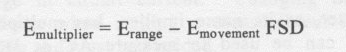 E_multiplier = E_range − E_movement FSD